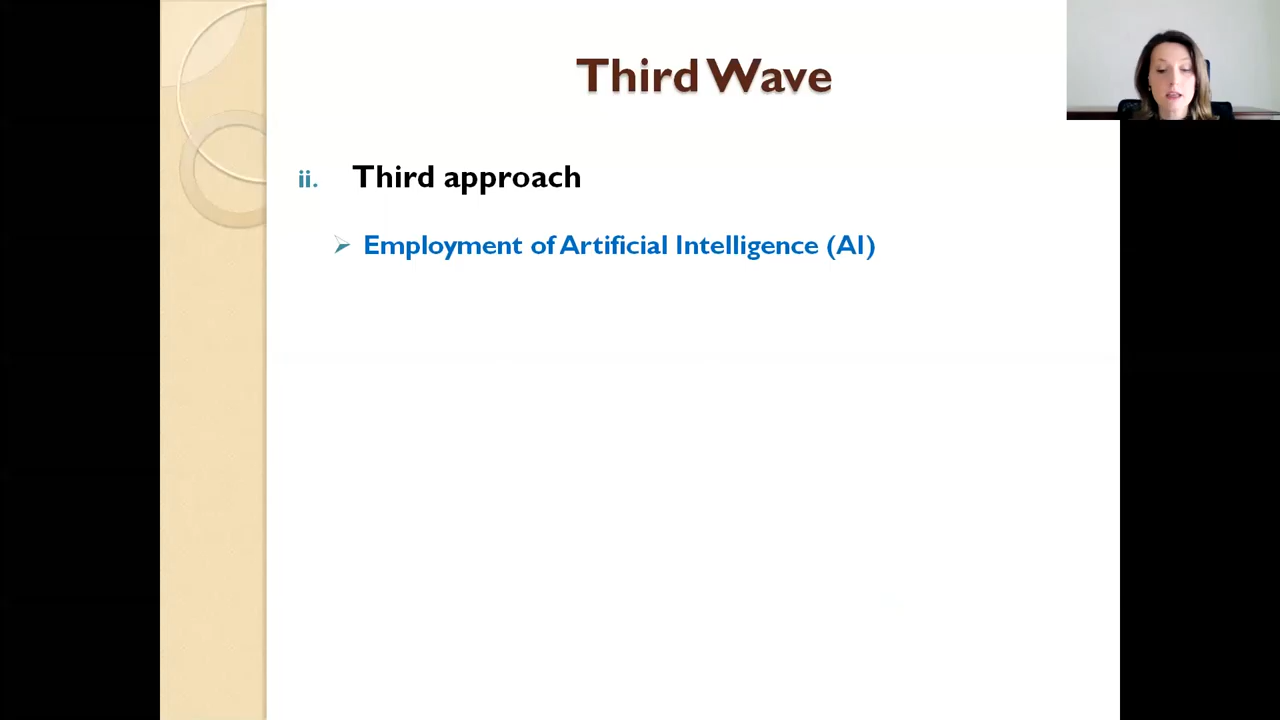 Third Wave
ii. Third approach
➢ Employment of Artificial Intelligence (AI)